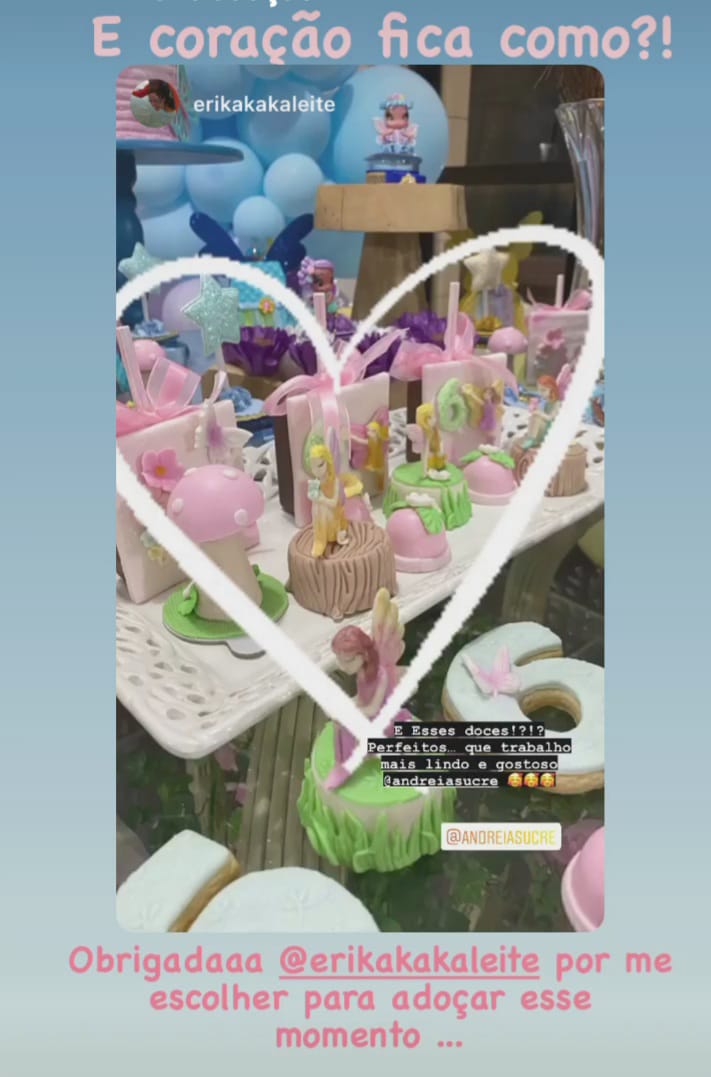 E coração fica como?!
erikakakaleite
6
E Esses doces!?!?
Perfeitos… que trabalho
mais lindo e gostoso
@andreiasucre 🥰🥰🥰
@ANDREIASUCRE
Obrigadaaa @erikakakaleite por me
escolher para adoçar esse
momento ...